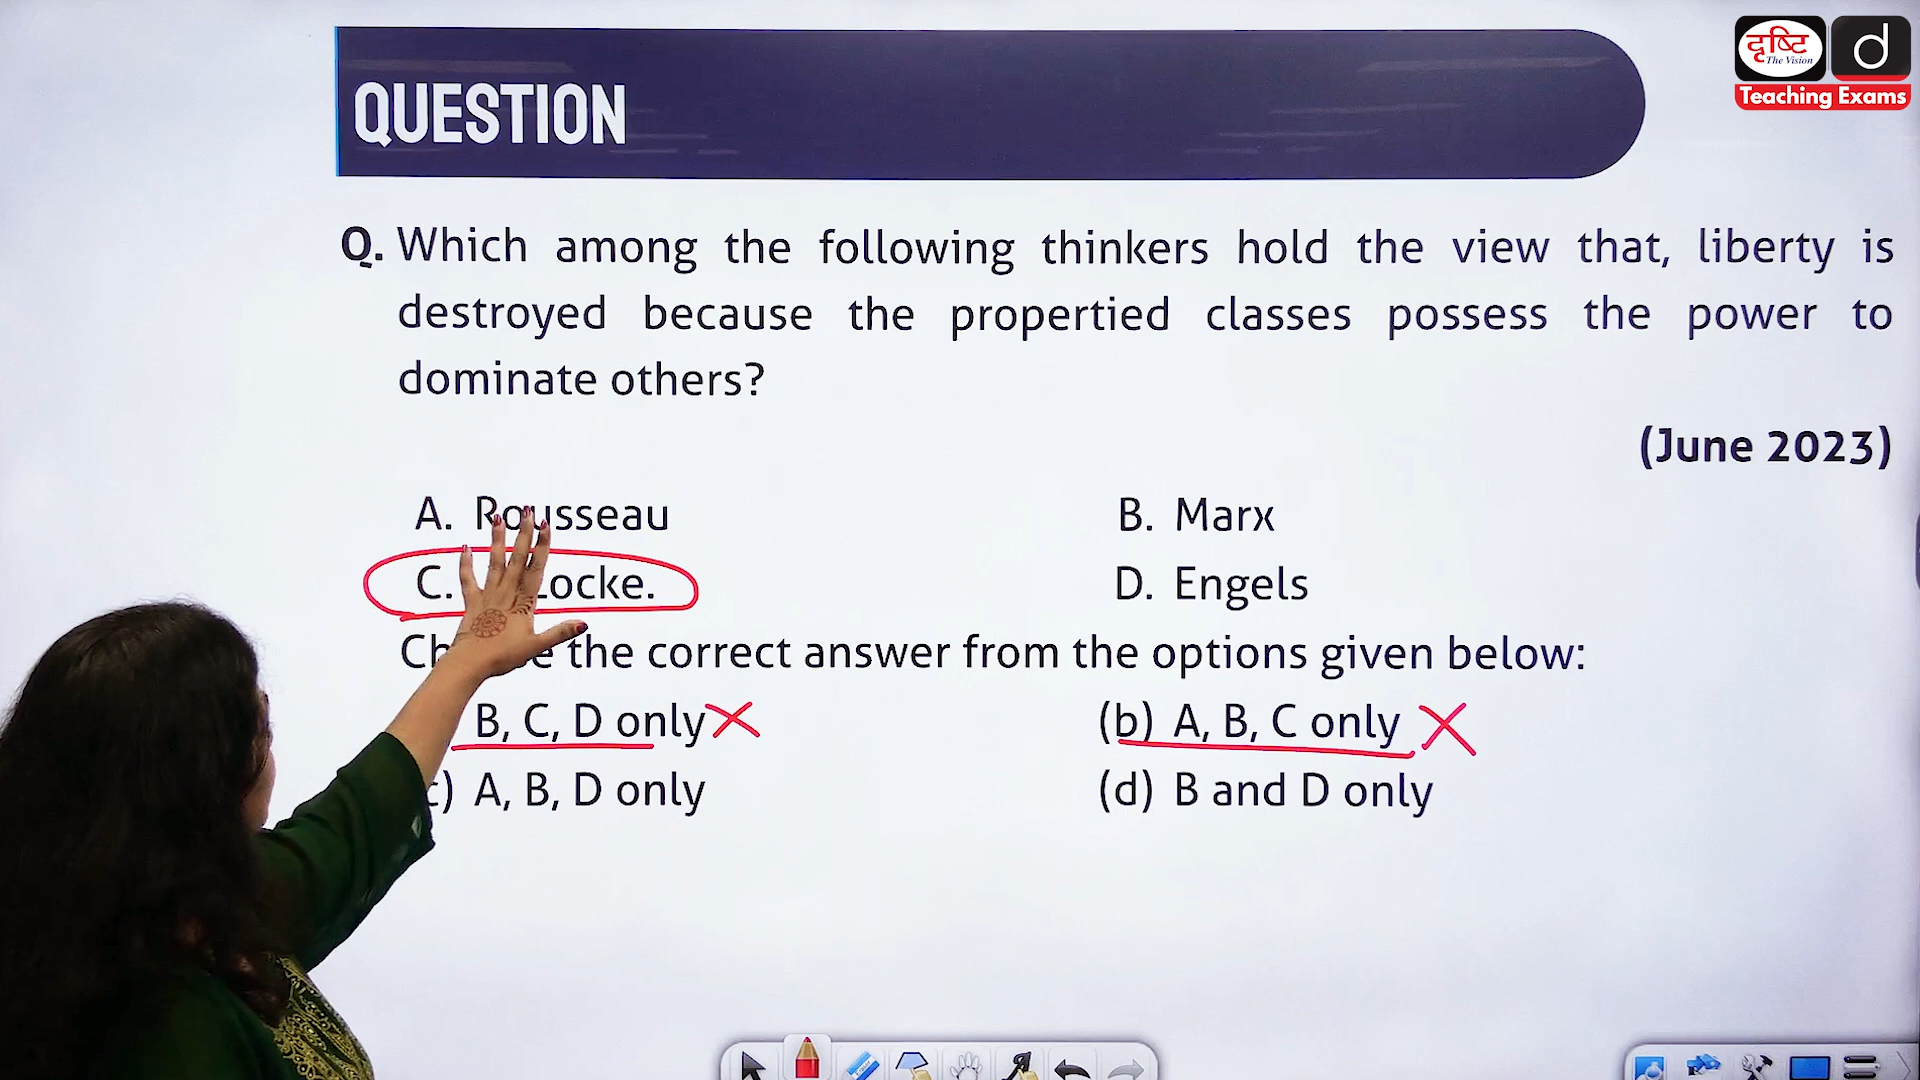 दृष्टि
The Vision
d
Teaching Exams
QUESTION
Q. Which among the following thinkers hold the view that, liberty is
destroyed because the propertied classes possess the power to
dominate others?
(June 2023)
A. Rousseau
B. Marx
C. Locke.
D. Engels
the correct answer from the options given below:
B, C, D only
(b) A, B, C only
c) A, B, D only
(d) B and D only